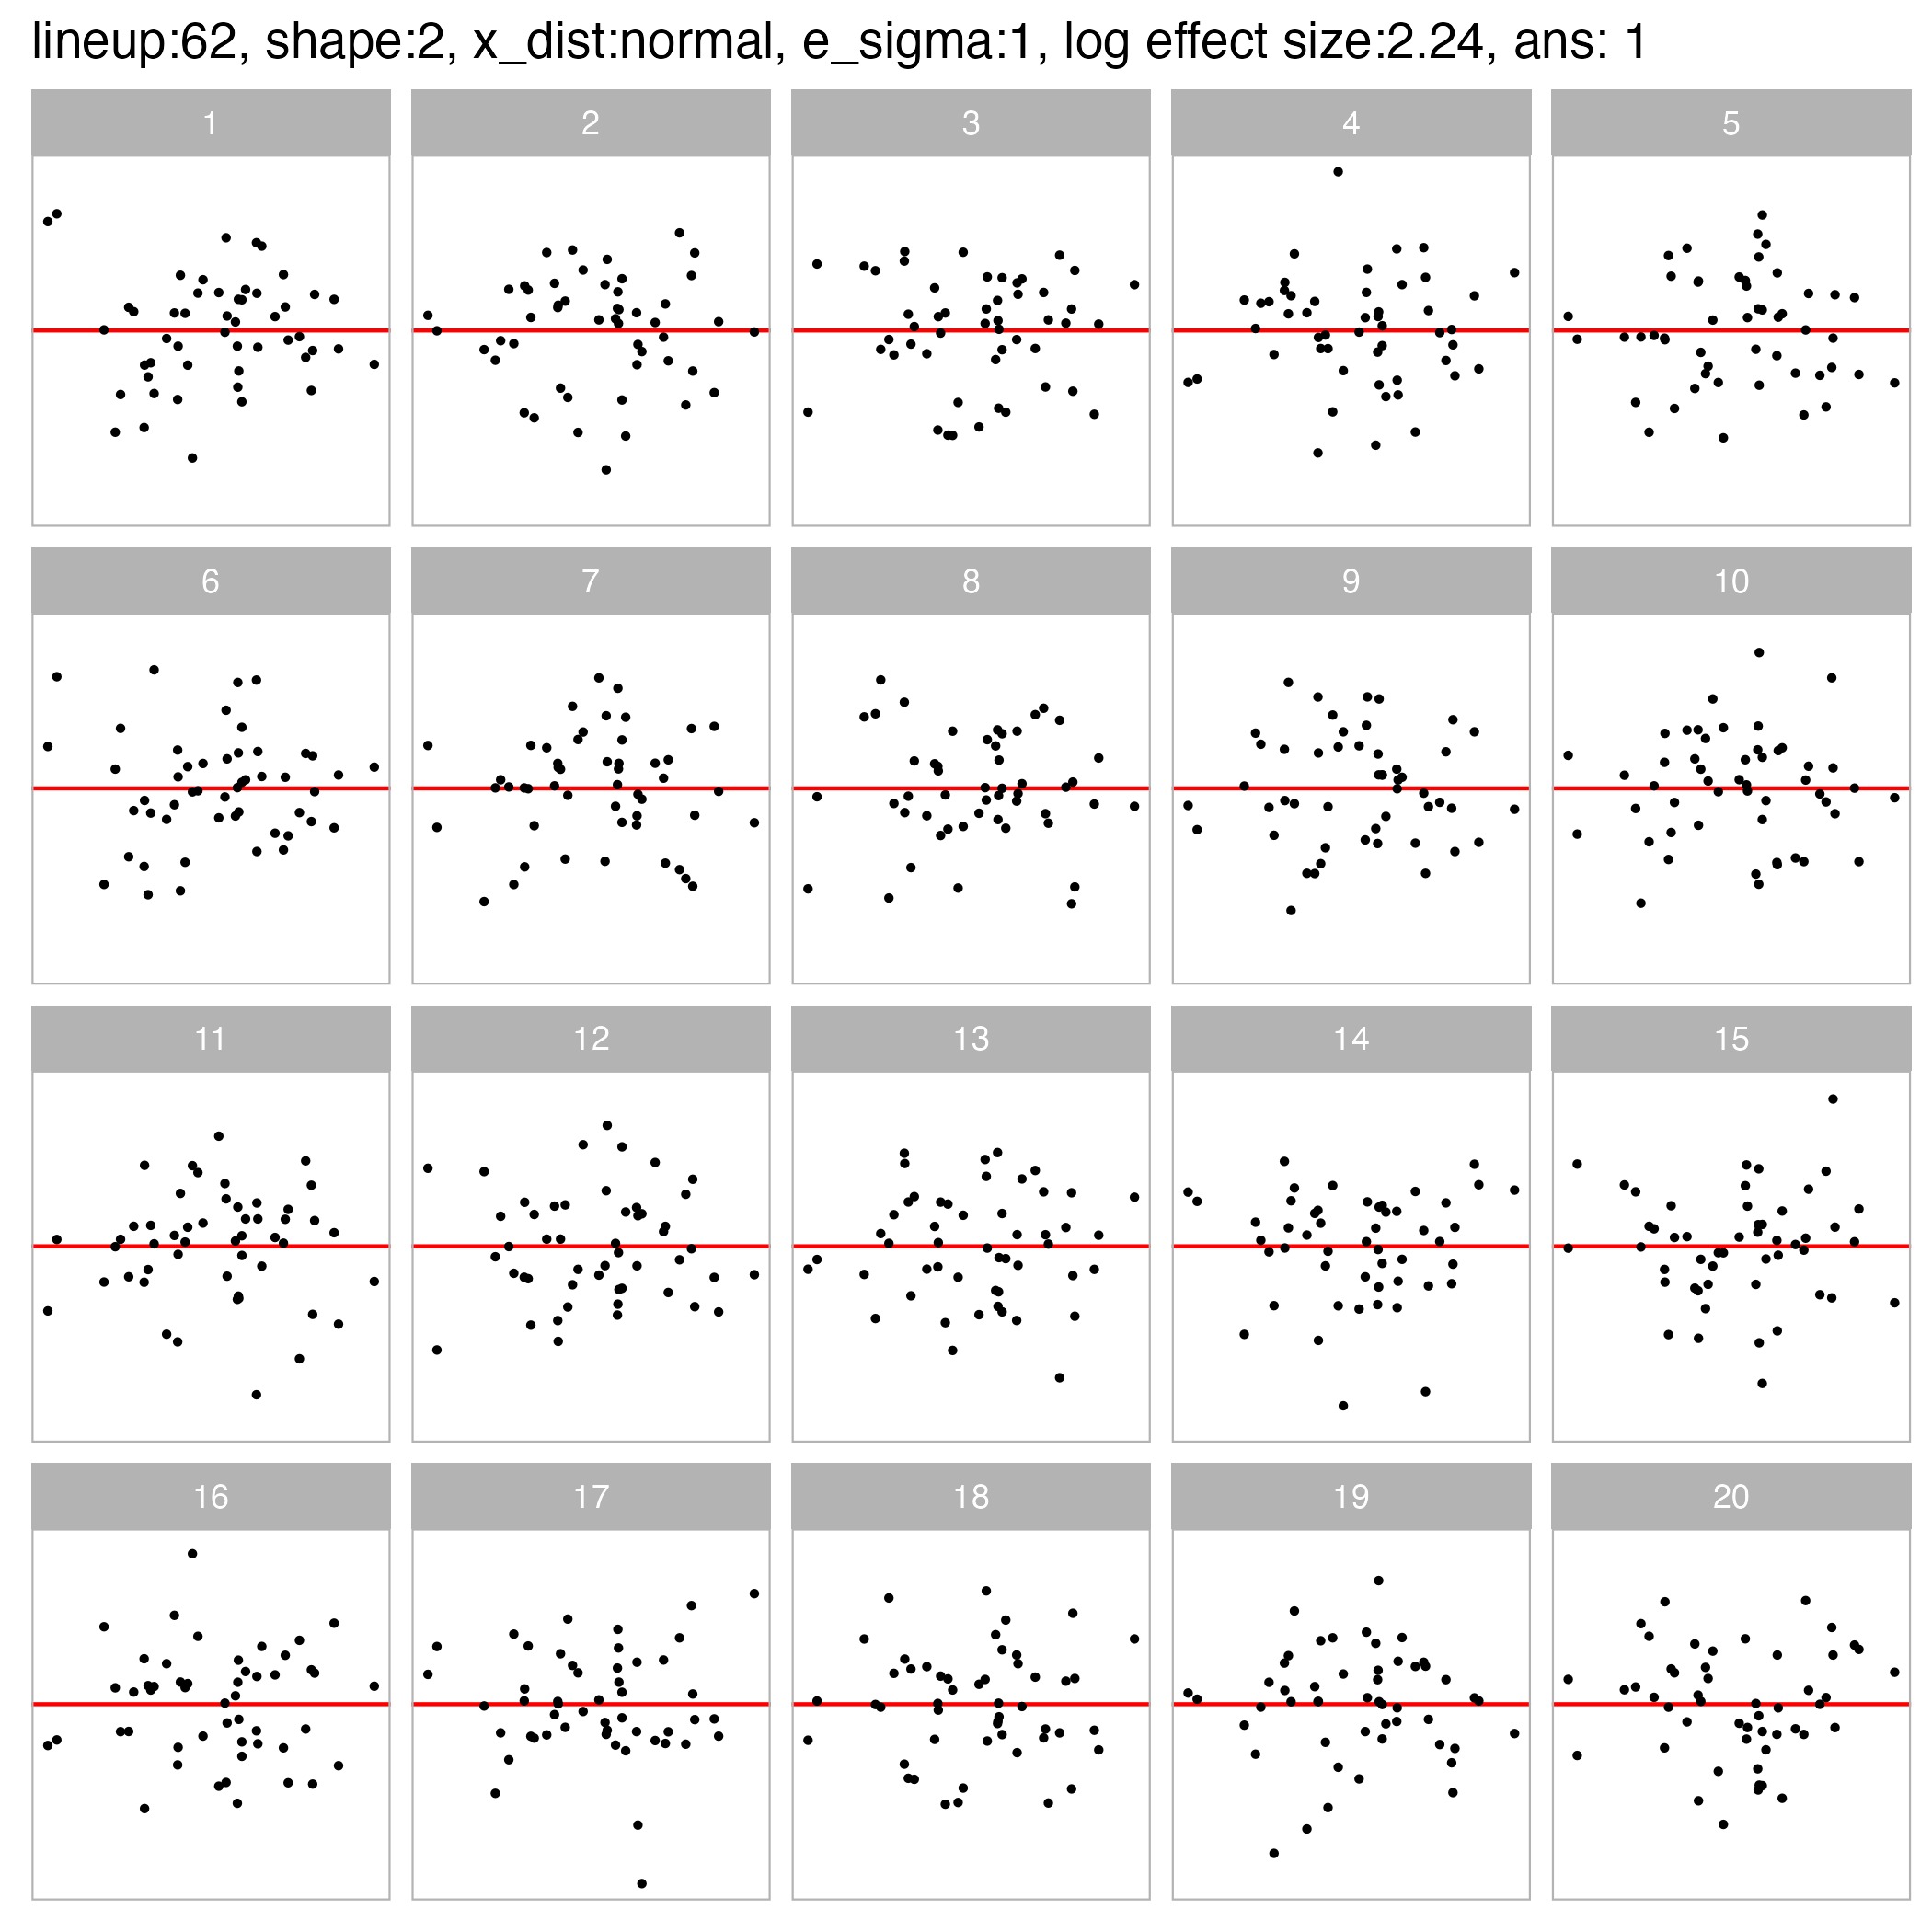 lineup:62, shape:2, x_dist:normal, e_sigma:1, log effect size:2.24, ans: 1
1 2 3 4 5
6 7 8 9 10
11 12 13 14 15
16 17 18 19 20